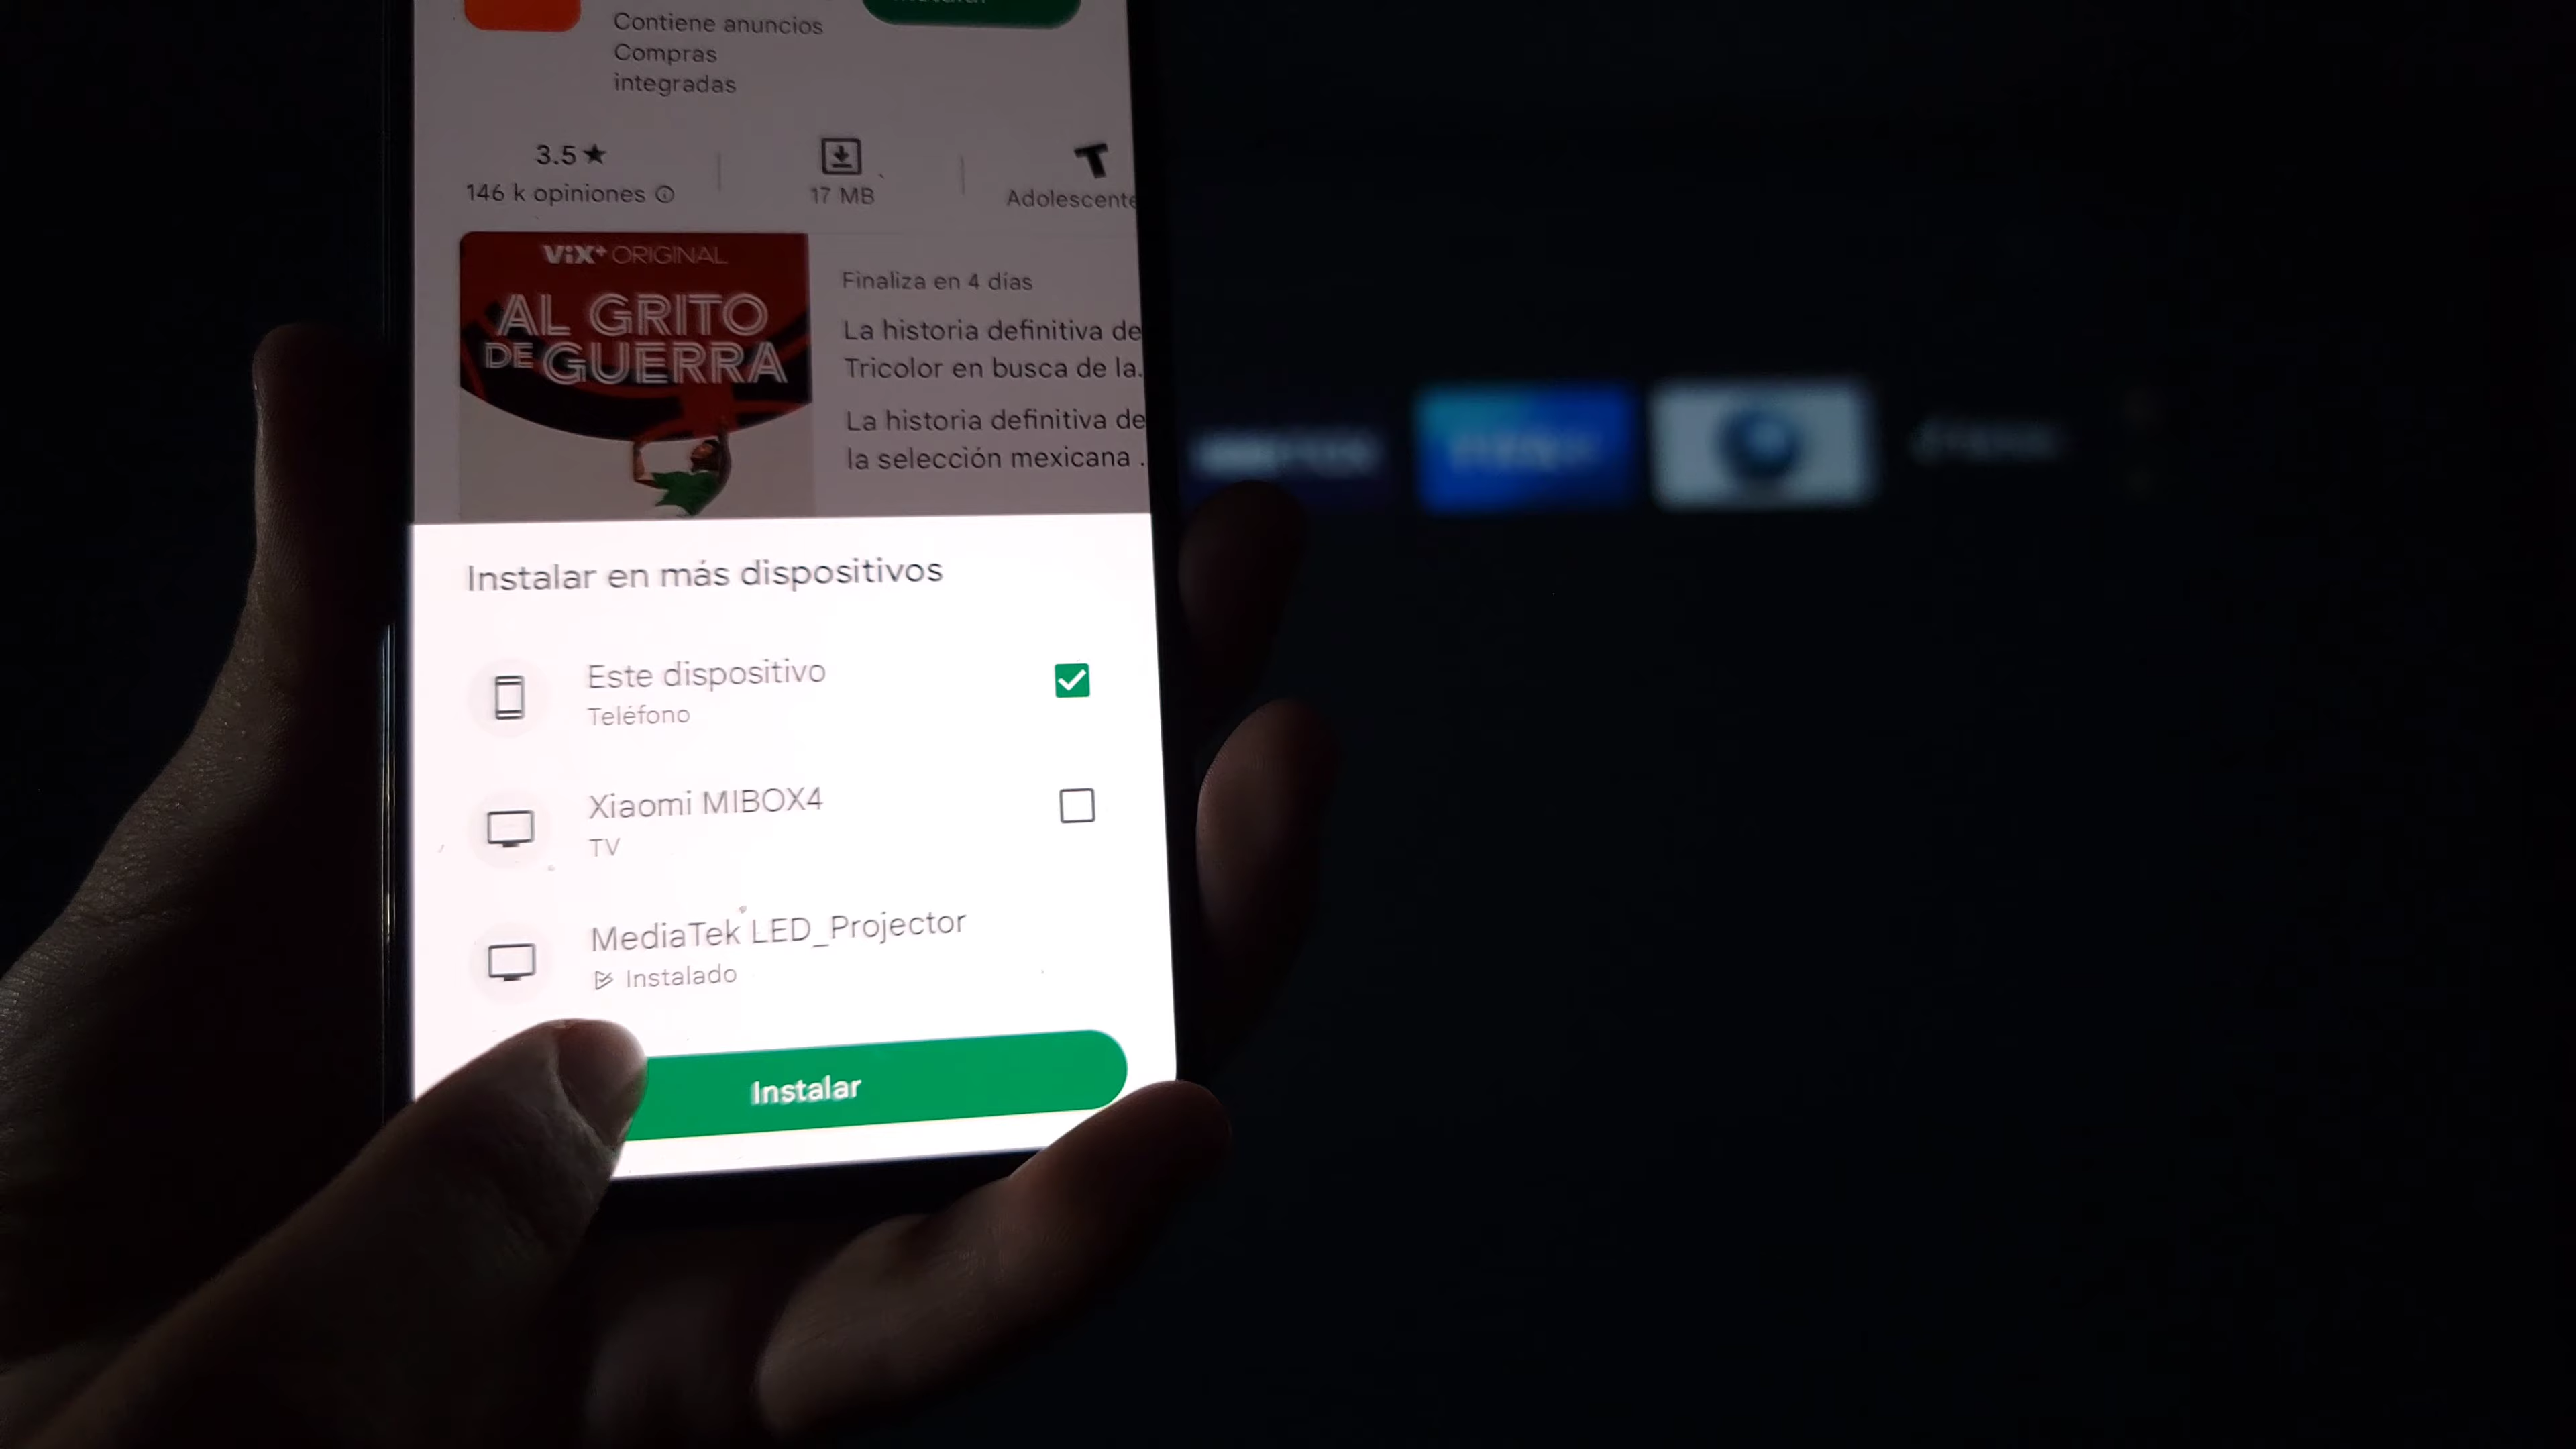 Contiene anuncios
Compras
integradas
3.5★
146 k opiniones
17 MB
T
Adolescente
ViX+ ORIGINAL
AL GRITO
DE GUERRA
Finaliza en 4 días
La historia definitiva de
Tricolor en busca de la.
La historia definitiva de
la selección mexicana .
Instalar en más dispositivos
Este dispositivo
Teléfono
Xiaomi MIBOX4
TV
MediaTek LED_Projector
Instalado
Instalar